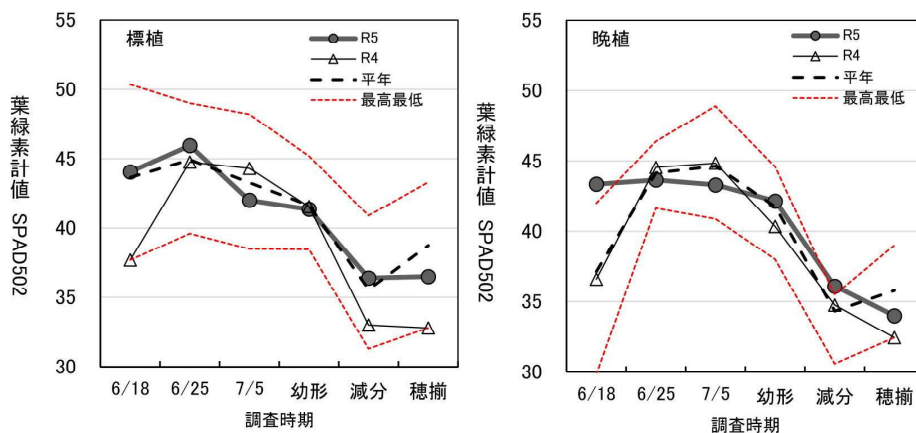 標植
R5
R4
平年
最高最低
55
50
45
40
35
30
葉緑素計値 SPAD502
6/18 6/25 7/5 幼形 減分 穂揃
調査時期
晩植
R5
R4
平年
最高最低
55
50
45
40
35
30
葉緑素計値 SPAD502
6/18 6/25 7/5 幼形 減分 穂揃
調査時期